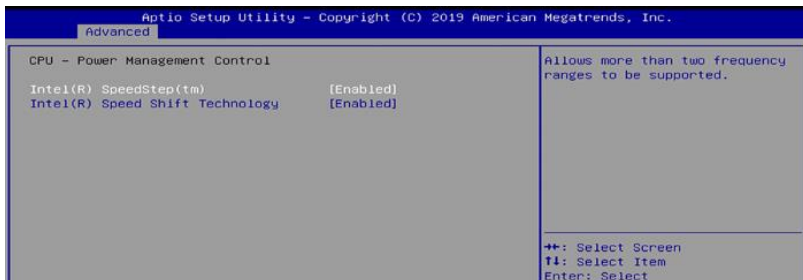 Aptio Setup Utility – Copyright (C) 2019 American Megatrends, Inc.
Advanced
CPU – Power Management Control
Intel(R) SpeedStep(tm) [Enabled]
Intel(R) Speed Shift Technology [Enabled]
Allows more than two frequency
ranges to be supported.
→←: Select Screen
↑↓: Select Item
Enter: Select